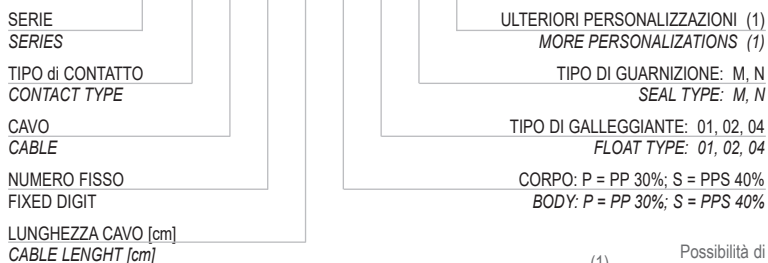 SERIE
SERIES
TIPO di CONTATTO
CONTACT TYPE
CAVO
CABLE
NUMERO FISSO
FIXED DIGIT
LUNGHEZZA CAVO [cm]
CABLE LENGHT [cm]
ULTERIORI PERSONALIZZAZIONI (1)
MORE PERSONALIZATIONS (1)
TIPO DI GUARNIZIONE: M, N
SEAL TYPE: M, N
TIPO DI GALLEGGIANTE: 01, 02, 04
FLOAT TYPE: 01, 02, 04
CORPO: P = PP 30%; S = PPS 40%
BODY: P = PP 30%; S = PPS 40%
(1) Possibilità di